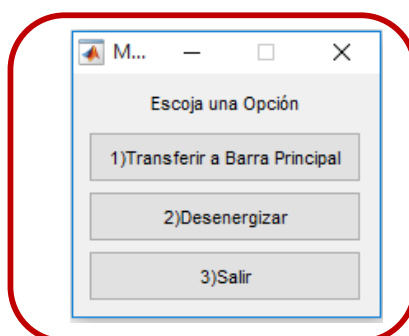 M...
Escoja una Opción
1)Transferir a Barra Principal
2)Desenergizar
3)Salir